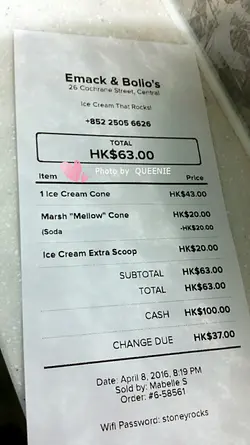 Emack & Bolio's
26 Cochrane Street, Central
Ice Cream That Rocks!
+852 2505 6626
TOTAL
HK$63.00
Photo by QUEENIE
Item Price
1 Ice Cream Cone HK$43.00
Marsh "Mellow" Cone HK$20.00
(Soda -HK$20.00
Ice Cream Extra Scoop HK$20.00
SUBTOTAL HK$63.00
TOTAL HK$63.00
CASH HK$100.00
CHANGE DUE HK$37.00
Date: April 8, 2016, 8:19 PM
Sold by: Mabelle S
Order: #6-58561
Wifi Password: stoneyrocks